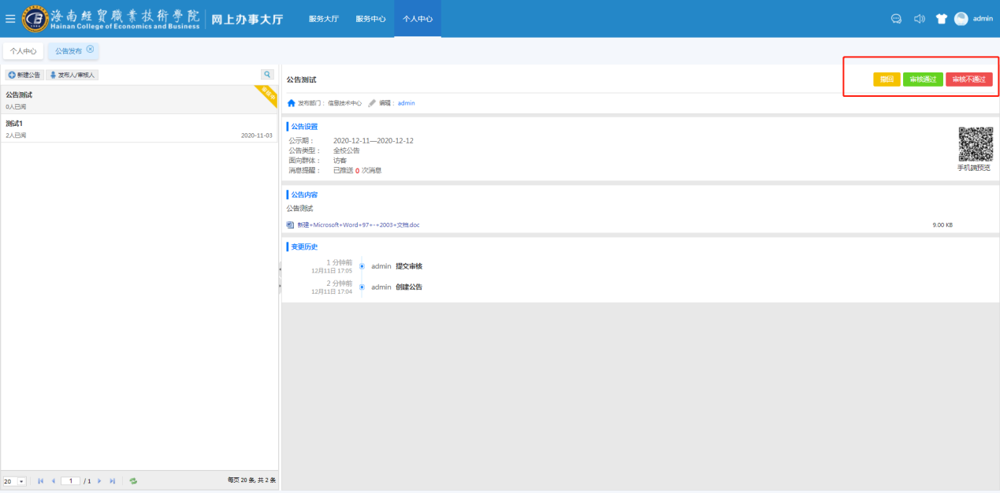 海南經貿職業技術學院 网上办事大厅 服务大厅 服务中心 个人中心 admin
Hainan College of Economics and Business
个人中心 公告发布
新建公告 发布人/审核人
公告测试
审核中
0人已阅
测试1
2人已阅 2020-11-03
20 1 / 1 每页 20 条, 共 2 条
公告测试 撤回 审核通过 审核不通过
发布部门： 信息技术中心 编辑： admin
公告设置
公示期： 2020-12-11—2020-12-12
公告类型： 全校公告
面向群体： 访客
消息提醒： 已推送 0 次消息
手机端预览
公告内容
公告测试
新建+Microsoft+Word+97+-+2003+文档.doc 9.00 KB
变更历史
1 分钟前
12月11日 17:05
admin 提交审核
2 分钟前
12月11日 17:04
admin 创建公告